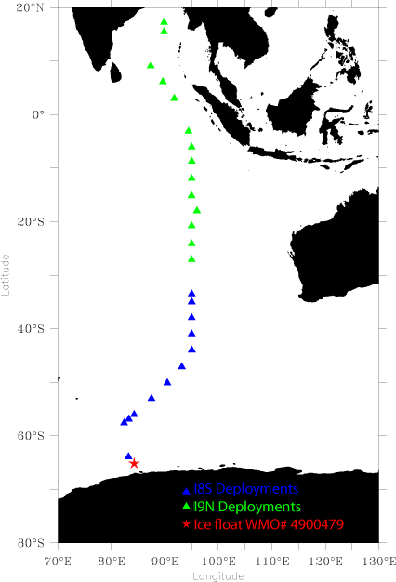 20°N
0°
20°S
40°S
60°S
80°S
Latitude
I8S Deployments
I9N Deployments
Ice float WMO# 4900479
70°E 80°E 90°E 100°E 110°E 120°E 130°E
Longitude